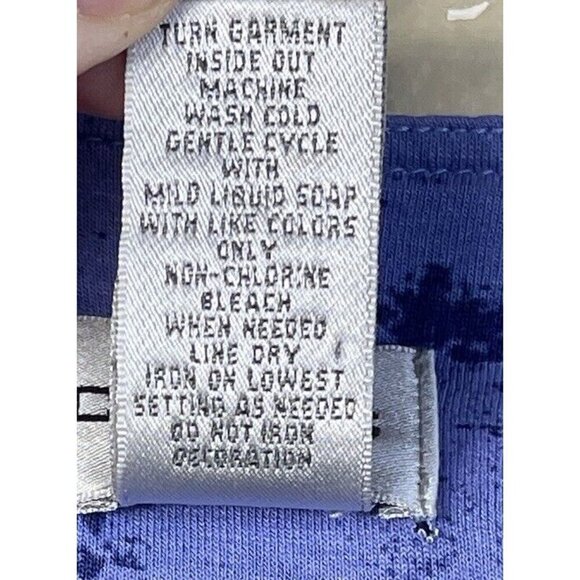 TURN GARMENT
INSIDE OUT
MACHINE
WASH COLD
GENTLE CYCLE
WITH
MILD LIQUID SOAP
WITH LIKE COLORS
ONLY
NON-CHLORINE
BLEACH
WHEN NEEDED
LINE DRY
IRON ON LOWEST
SETTING AS NEEDED
DO NOT IRON
DECORATION